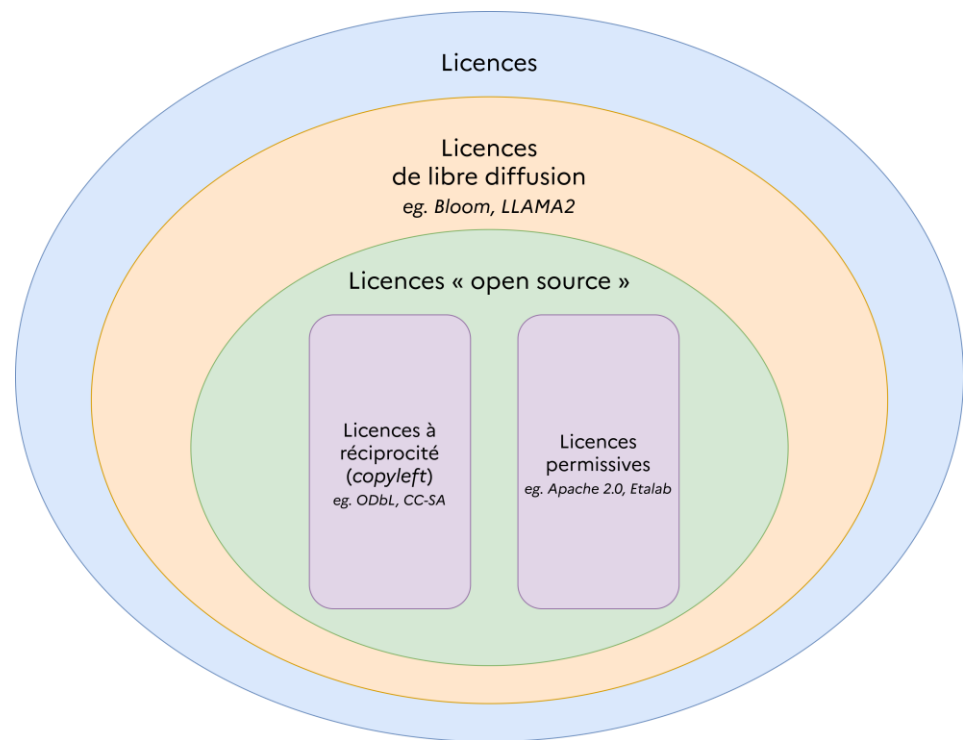 Licences
Licences
de libre diffusion
eg. Bloom, LLAMA2
Licences « open source »
Licences à
réciprocité
(copyleft)
eg. ODbL, CC-SA
Licences
permissives
eg. Apache 2.0, Etalab